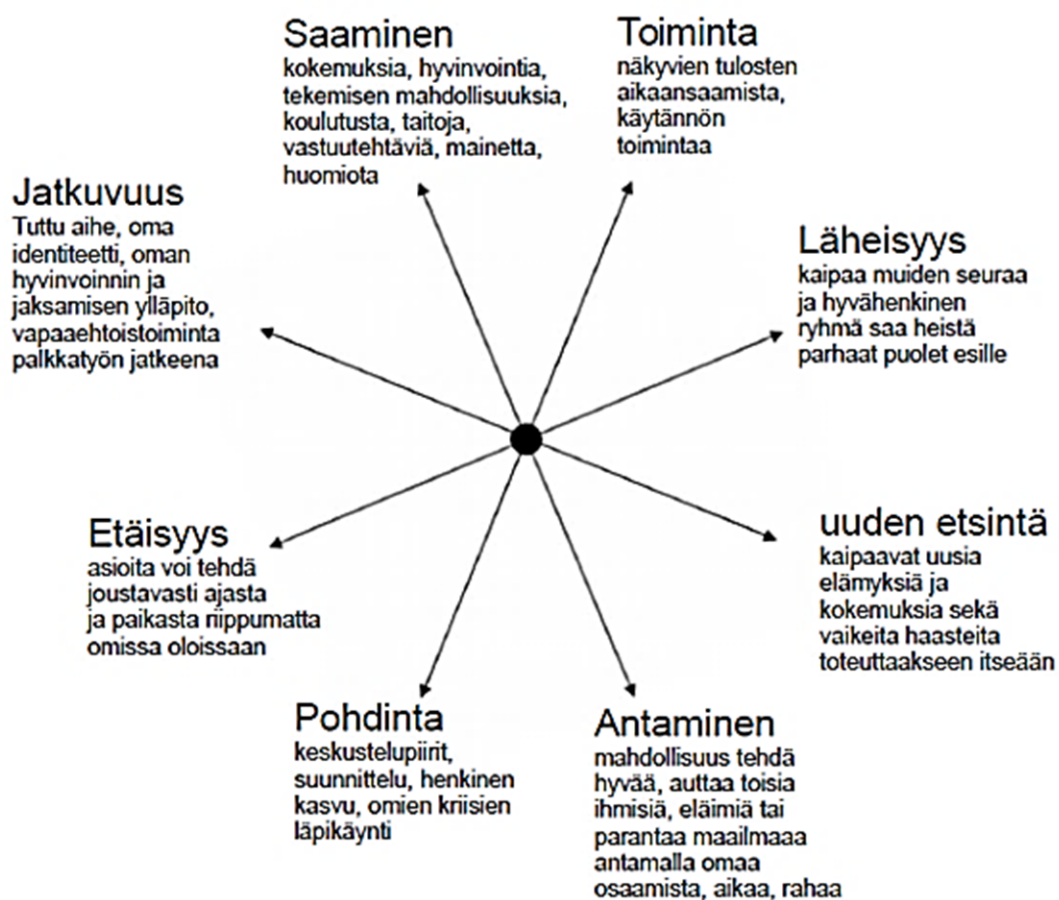 Saaminen
kokemuksia, hyvinvointia,
tekemisen mahdollisuuksia,
koulutusta, taitoja,
vastuutehtäviä, mainetta,
huomiota
Toiminta
näkyvien tulosten
aikaansaamista,
käytännön
toimintaa
Jatkuvuus
Tuttu aihe, oma
identiteetti, oman
hyvinvoinnin ja
jaksamisen ylläpito,
vapaaehtoistoiminta
palkkatyön jatkeena
Läheisyys
kaipaa muiden seuraa
ja hyvähenkinen
ryhmä saa heistä
parhaat puolet esille
Etäisyys
asioita voi tehdä
joustavasti ajasta
ja paikasta riippumatta
omissa oloissaan
uuden etsintä
kaipaavat uusia
elämyksiä ja
kokemuksia sekä
vaikeita haasteita
toteuttaakseen itseään
Pohdinta
keskustelupiirit,
suunnittelu, henkinen
kasvu, omien kriisien
läpikäynti
Antaminen
mahdollisuus tehdä
hyvää, auttaa toisia
ihmisiä, eläimiä tai
parantaa maailmaaa
antamalla omaa
osaamista, aikaa, rahaa